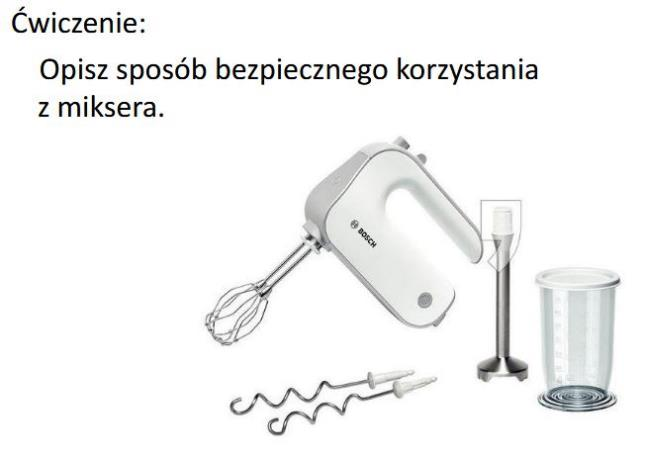 Ćwiczenie:
Opisz sposób bezpiecznego korzystania
z miksera.
BOSCH